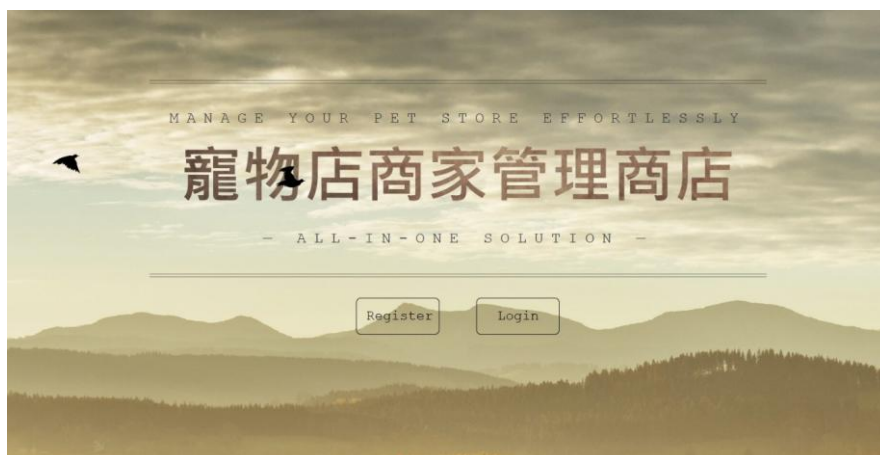 MANAGE YOUR PET STORE EFFORTLESSLY
寵物店商家管理商店
— ALL-IN-ONE SOLUTION —
Register Login